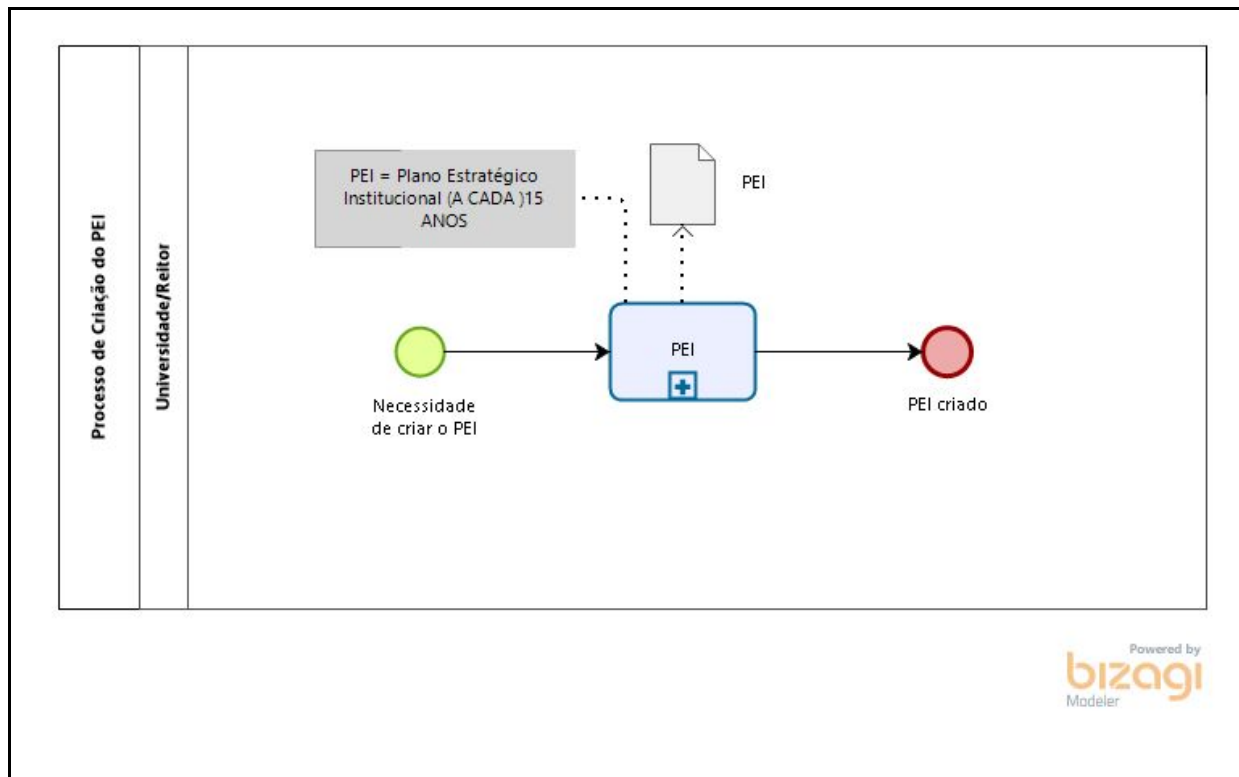 Processo de Criação do PEI
Universidade/Reitor
PEI = Plano Estratégico
Institucional (A CADA )15
ANOS
PEI
PEI
Necessidade
de criar o PEI
PEI criado
Powered by
bizagi
Modeler